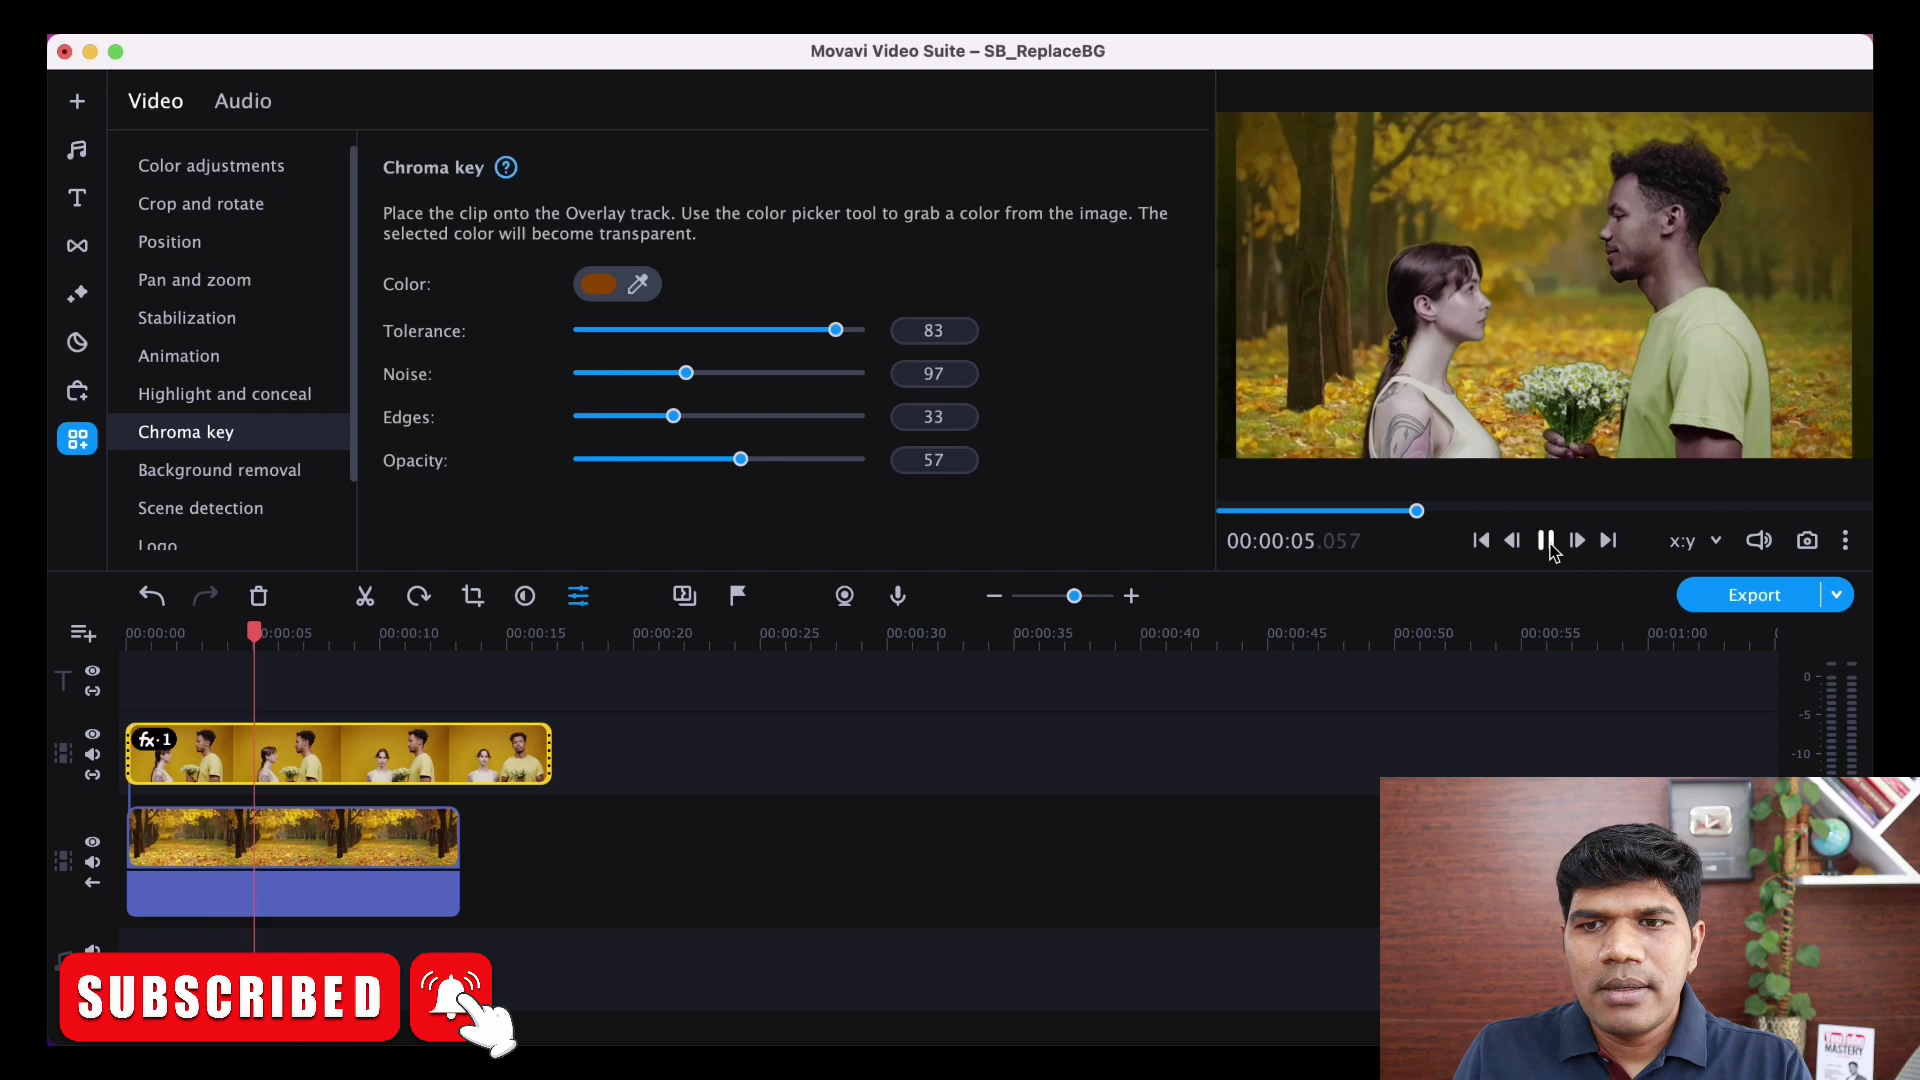 Movavi Video Suite – SB_ReplaceBG
Video Audio
Color adjustments
Crop and rotate
Position
Pan and zoom
Stabilization
Animation
Highlight and conceal
Chroma key
Background removal
Scene detection
Logo
Chroma key ?
Place the clip onto the Overlay track. Use the color picker tool to grab a color from the image. The
selected color will become transparent.
Color:
Tolerance: 83
Noise: 97
Edges: 33
Opacity: 57
00:00:05.057
x:y
Export
00:00:00 0:00:05 00:00:10 00:00:15 00:00:20 00:00:25 00:00:30 00:00:35 00:00:40 00:00:45 00:00:50 00:00:55 00:01:00
T
fx·1
0
-5
-10
SUBSCRIBED
YouTube
MASTERY